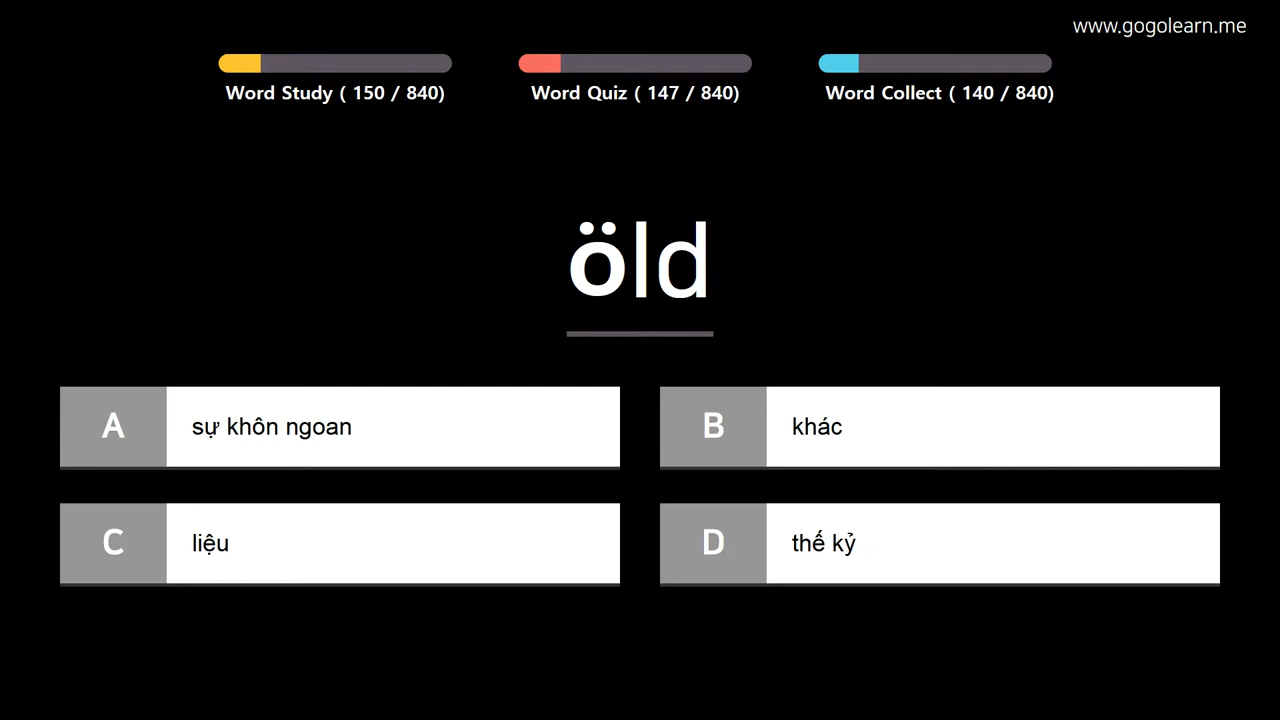 www.gogolearn.me
Word Study ( 150 / 840)
Word Quiz ( 147 / 840)
Word Collect ( 140 / 840)
öld
A
sự khôn ngoan
B
khác
C
liệu
D
thế kỷ